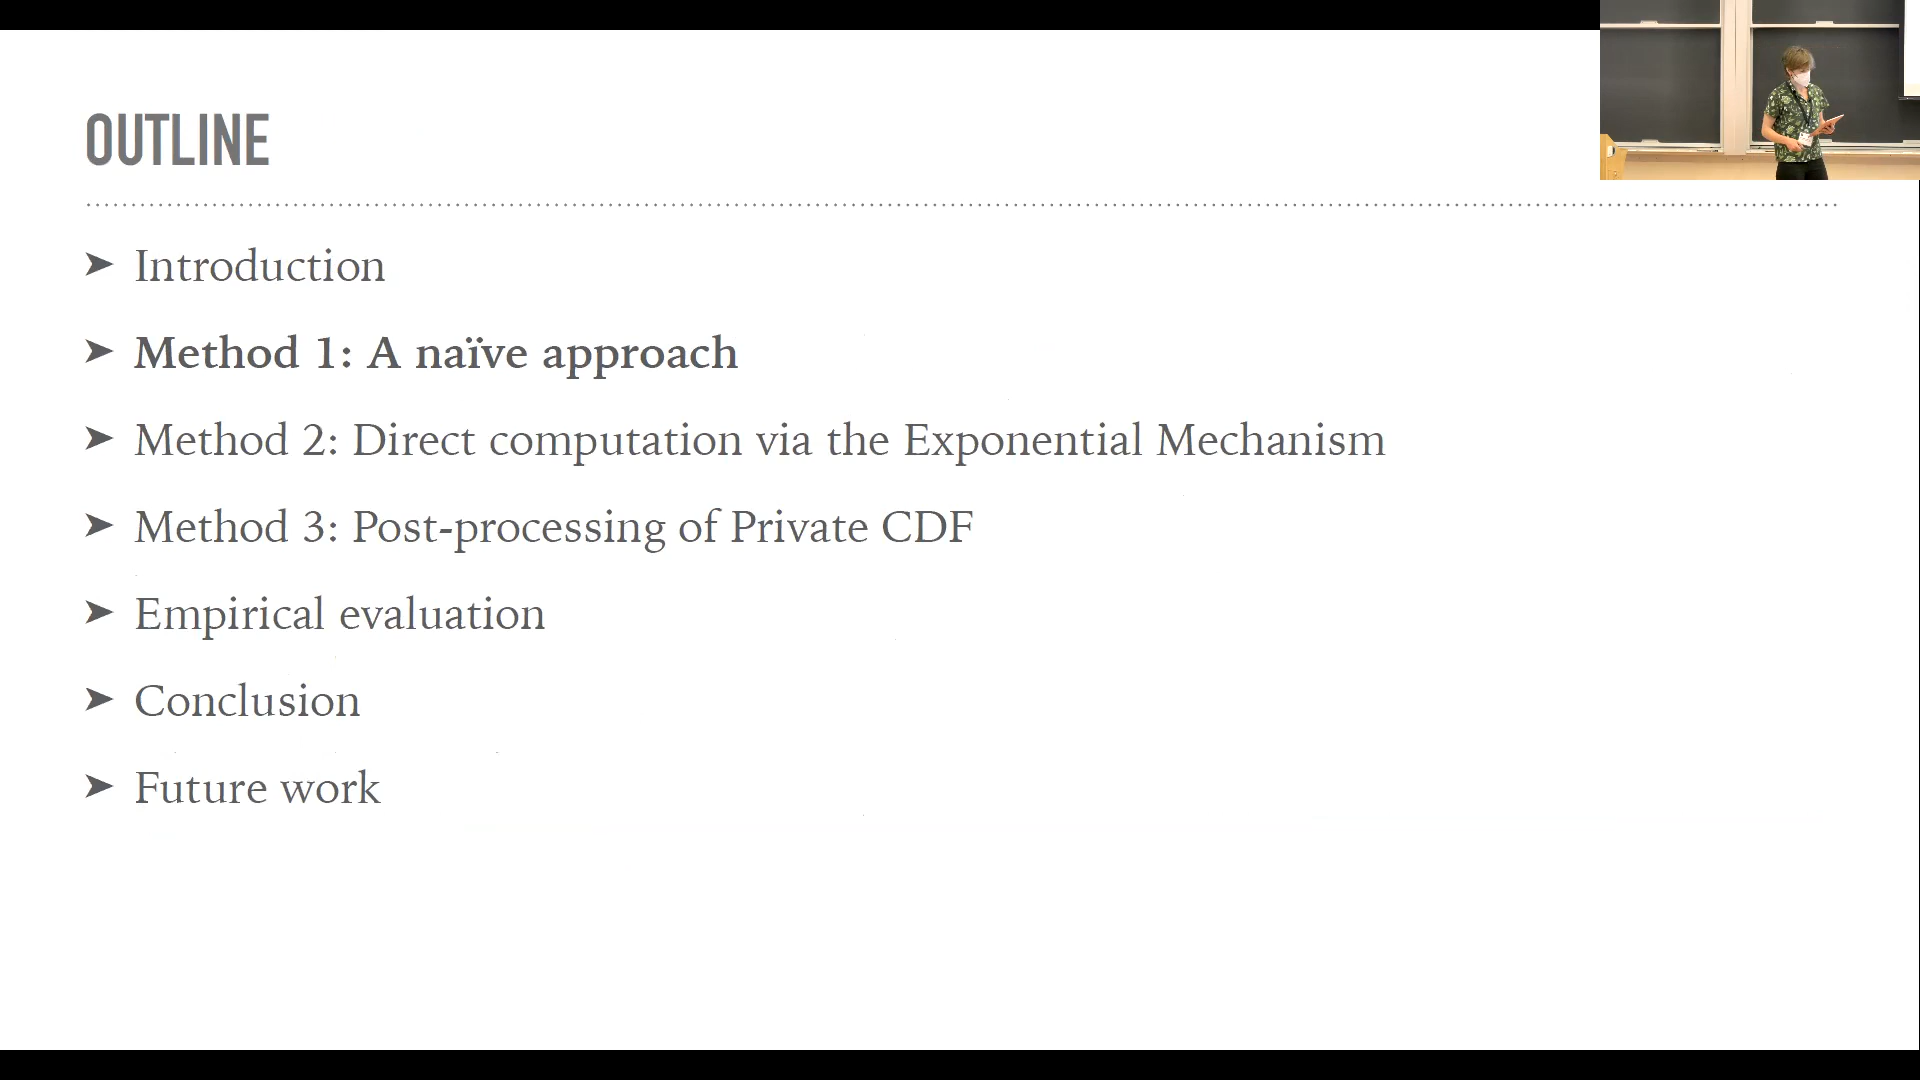 OUTLINE
➤ Introduction
➤ Method 1: A naïve approach
➤ Method 2: Direct computation via the Exponential Mechanism
➤ Method 3: Post-processing of Private CDF
➤ Empirical evaluation
➤ Conclusion
➤ Future work